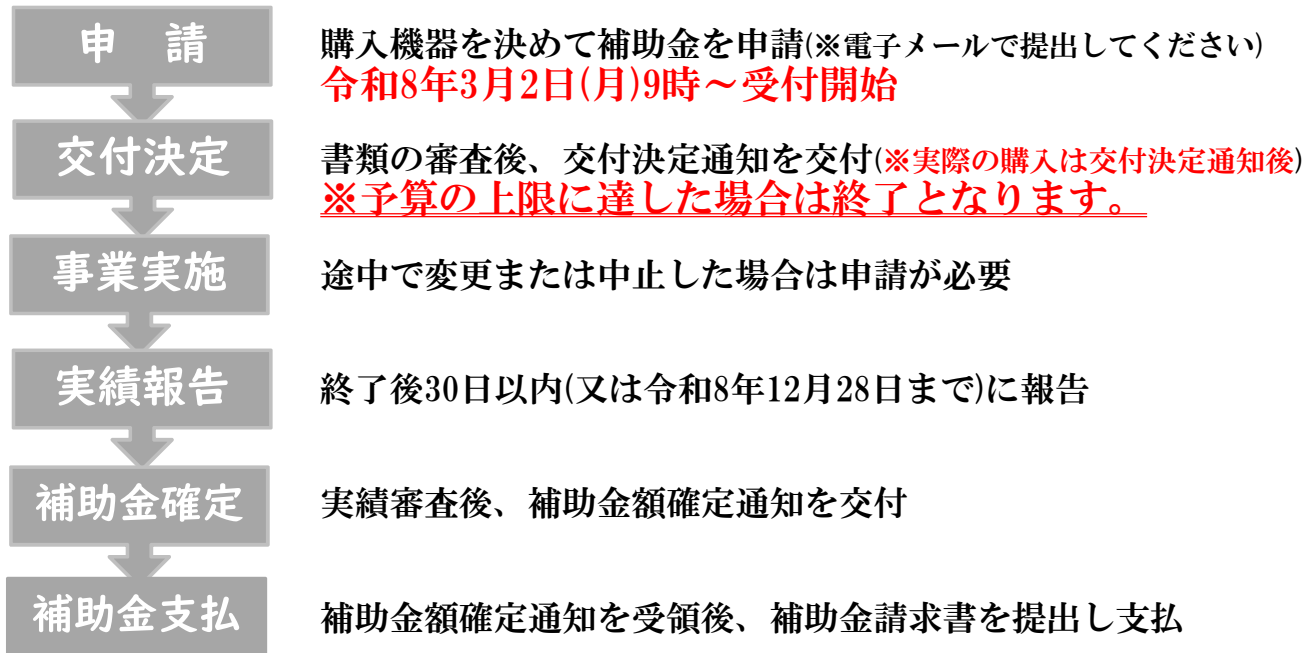 申　請
購入機器を決めて補助金を申請(※電子メールで提出してください)
令和8年3月2日(月)9時～受付開始
交付決定
書類の審査後、交付決定通知を交付(※実際の購入は交付決定通知後)
※予算の上限に達した場合は終了となります。
事業実施
途中で変更または中止した場合は申請が必要
実績報告
終了後30日以内(又は令和8年12月28日まで)に報告
補助金確定
実績審査後、補助金額確定通知を交付
補助金支払
補助金額確定通知を受領後、補助金請求書を提出し支払